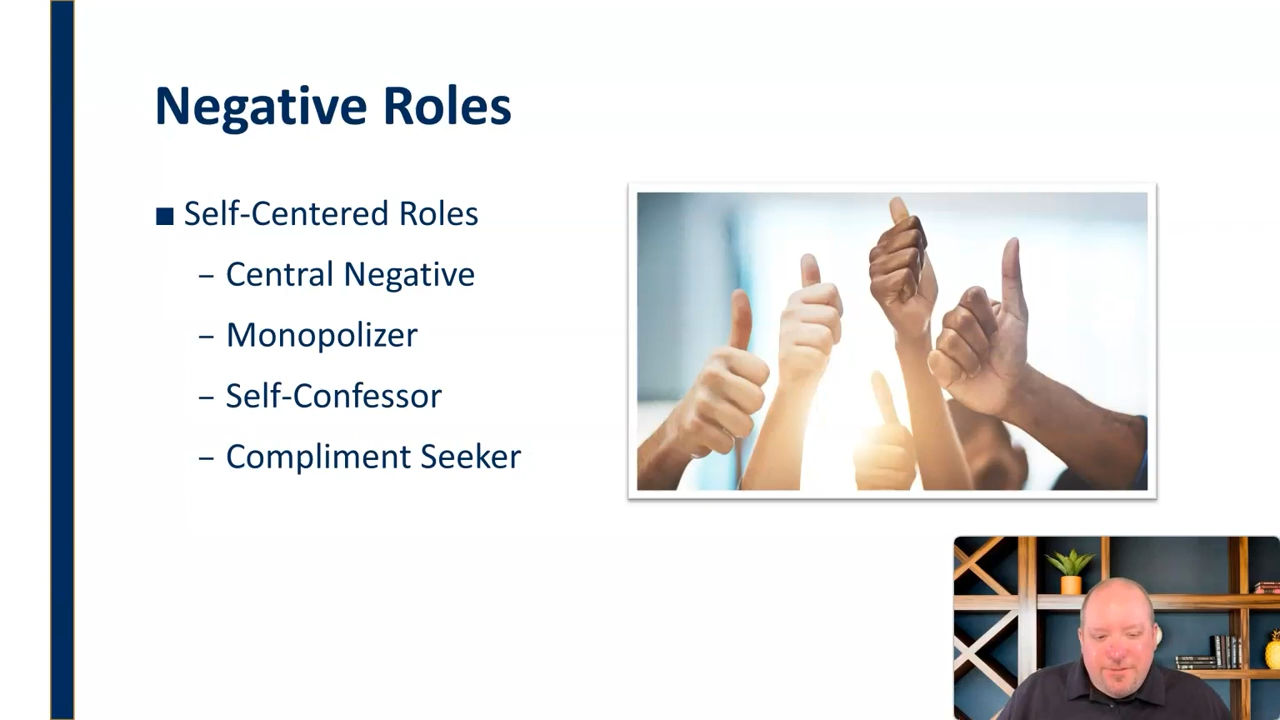 Negative Roles
■ Self-Centered Roles
– Central Negative
– Monopolizer
– Self-Confessor
– Compliment Seeker